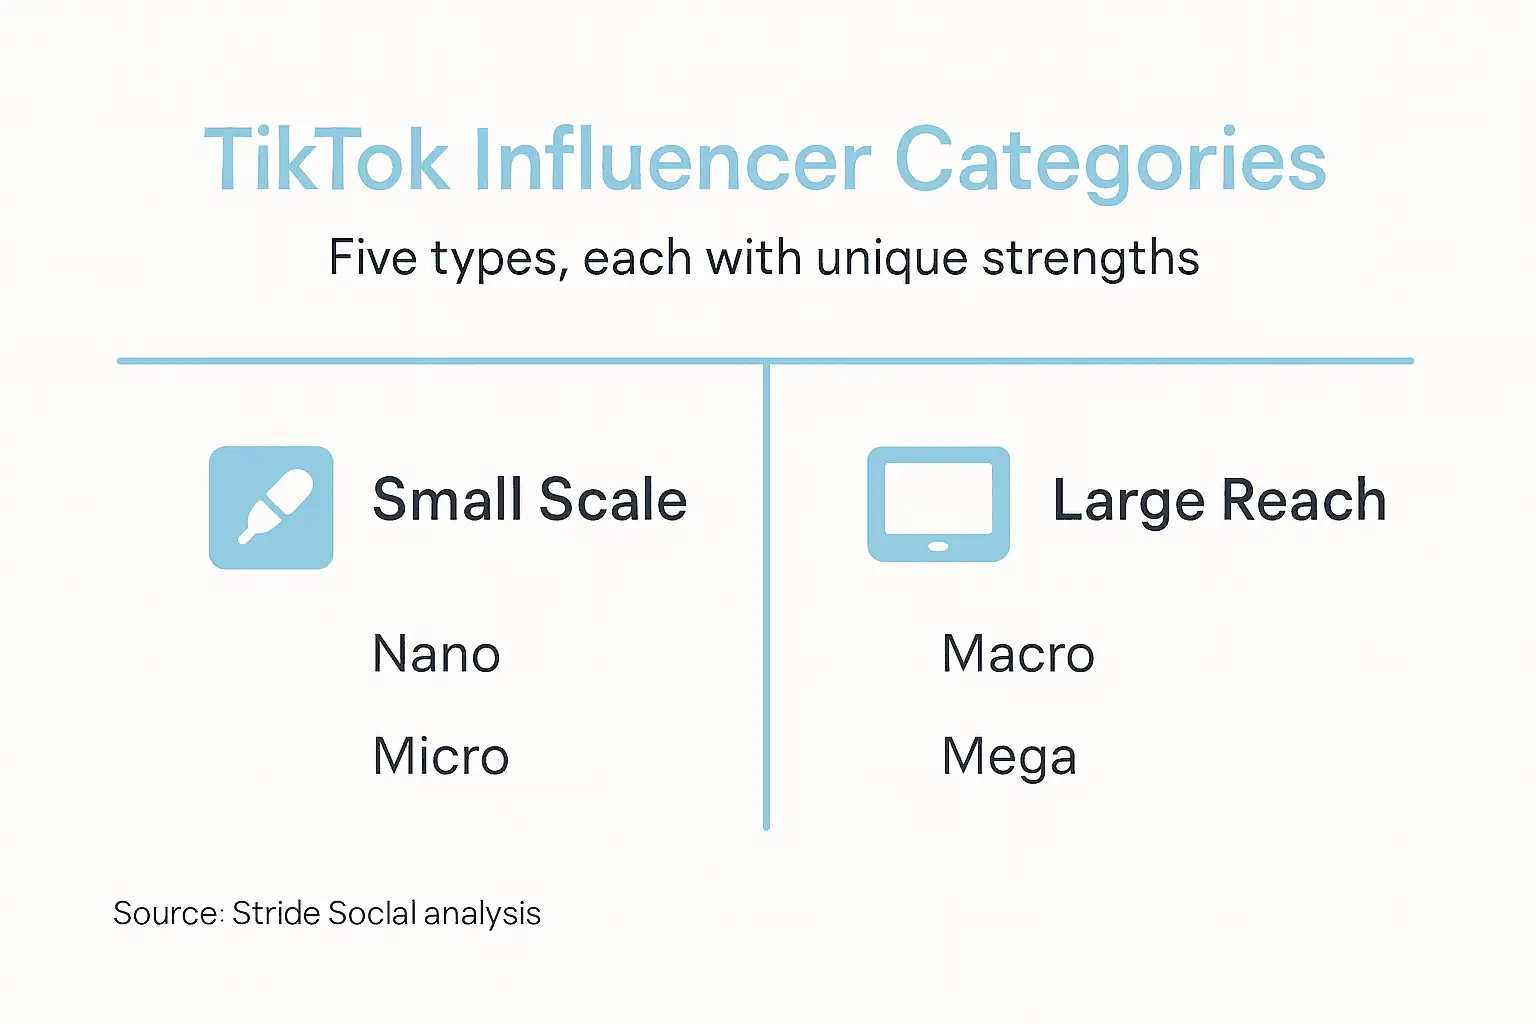 TikTok Influencer Categories
Five types, each with unique strengths
Small Scale
Nano
Micro
Large Reach
Macro
Mega
Source: Stride Soclal analysis